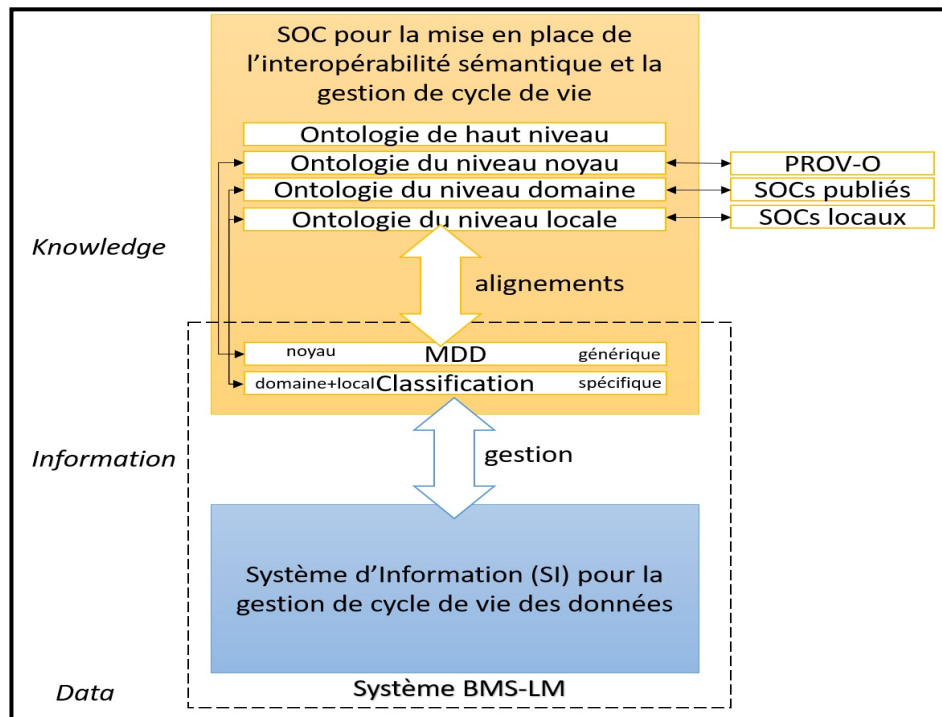 SOC pour la mise en place de
l'interopérabilité sémantique et la
gestion de cycle de vie
Ontologie de haut niveau
Ontologie du niveau noyau
PROV-O
Ontologie du niveau domaine
SOCs publiés
Ontologie du niveau locale
SOCs locaux
Knowledge
alignements
noyau MDD générique
domaine+local Classification spécifique
Information
gestion
Système d'Information (SI) pour la
gestion de cycle de vie des données
Data
Système BMS-LM